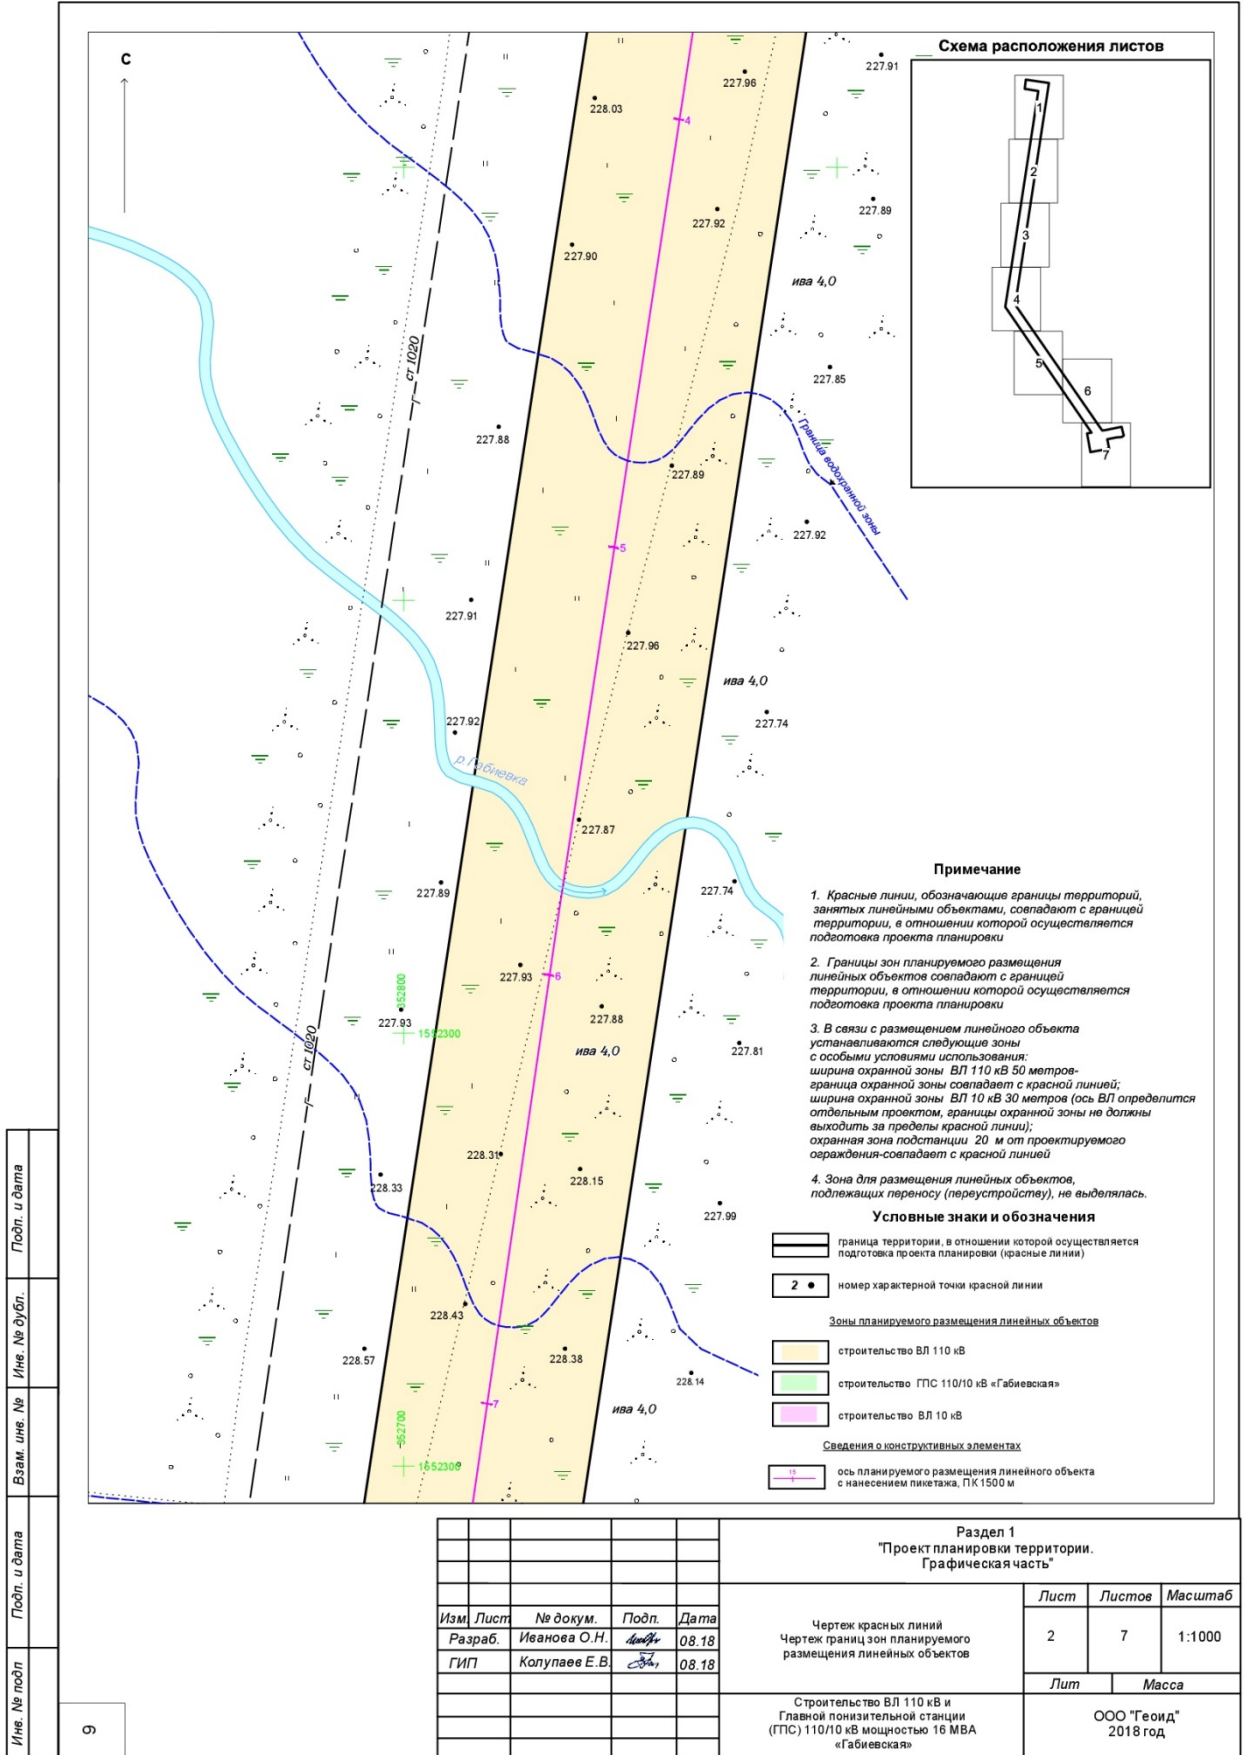 С
Схема расположения листов
1
2
3
4
5
6
7
227.91
227.96
228.03
4
227.89
227.92
227.90
ива 4,0
ст 1020
Г
227.85
227.88
Граница водохранной зоны
227.89
227.92
5
227.91
227.96
ива 4,0
227.92
227.74
р.Габиевка
227.87
227.89
227.74
227.93
6
352800
227.93
1552300
227.88
227.81
ива 4,0
ст 1020
Г
228.31
228.33
228.15
227.99
228.43
228.57
228.38
228.14
7
ива 4,0
352700
1652300
Примечание
1. Красные линии, обозначающие границы территорий,
занятых линейными объектами, совпадают с границей
территории, в отношении которой осуществляется
подготовка проекта планировки
2. Границы зон планируемого размещения
линейных объектов совпадают с границей
территории, в отношении которой осуществляется
подготовка проекта планировки
3. В связи с размещением линейного объекта
устанавливаются следующие зоны
с особыми условиями использования:
ширина охранной зоны ВЛ 110 кВ 50 метров-
граница охранной зоны совпадает с красной линией;
ширина охранной зоны ВЛ 10 кВ 30 метров (ось ВЛ определится
отдельным проектом, границы охранной зоны не должны
выходить за пределы красной линии);
охранная зона подстанции 20 м от проектируемого
ограждения-совпадает с красной линией
4. Зона для размещения линейных объектов,
подлежащих переносу (переустройству), не выделялась.
Условные знаки и обозначения
граница территории, в отношении которой осуществляется
подготовка проекта планировки (красные линии)
2
номер характерной точки красной линии
Зоны планируемого размещения линейных объектов
строительство ВЛ 110 кВ
строительство ГПС 110/10 кВ «Габиевская»
строительство ВЛ 10 кВ
Сведения о конструктивных элементах
15
ось планируемого размещения линейного объекта
с нанесением пикетажа, ПК 1500 м
Подп. и дата
Инв. № дубл.
Взам. инв. №
Подп. и дата
Инв. № подп
6
Раздел 1
"Проект планировки территории.
Графическая часть"
Изм. Лист № докум. Подп. Дата
Разраб. Иванова О.Н. 08.18
ГИП Колупаев Е.В. 08.18
Чертеж красных линий
Чертеж границ зон планируемого
размещения линейных объектов
Лист Листов Масштаб
2 7 1:1000
Лит Масса
Строительство ВЛ 110 кВ и
Главной понизительной станции
(ГПС) 110/10 кВ мощностью 16 МВА
«Габиевская»
ООО "Геоид"
2018 год